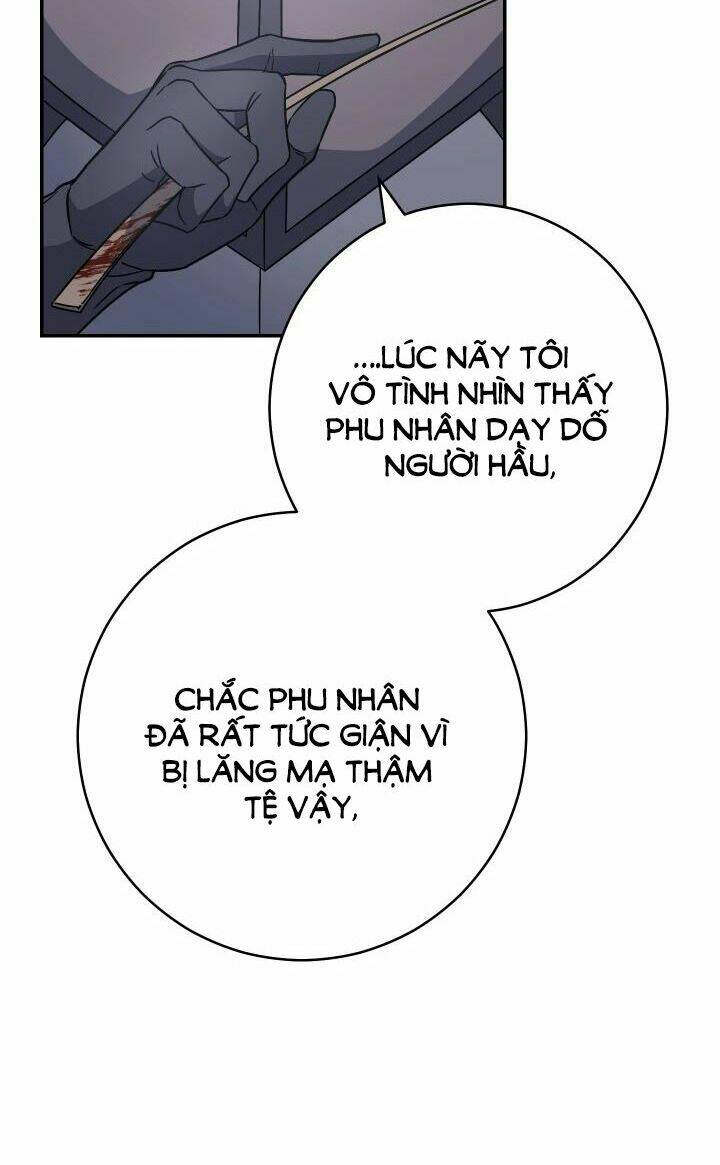 ....LÚC NÃY TÔI
VÔ TÌNH NHÌN THẤY
PHU NHÂN DẠY DỖ
NGƯỜI HẦU,
CHẮC PHU NHÂN
ĐÃ RẤT TỨC GIẬN VÌ
BỊ LĂNG MẠ THẬM
TỆ VẬY,